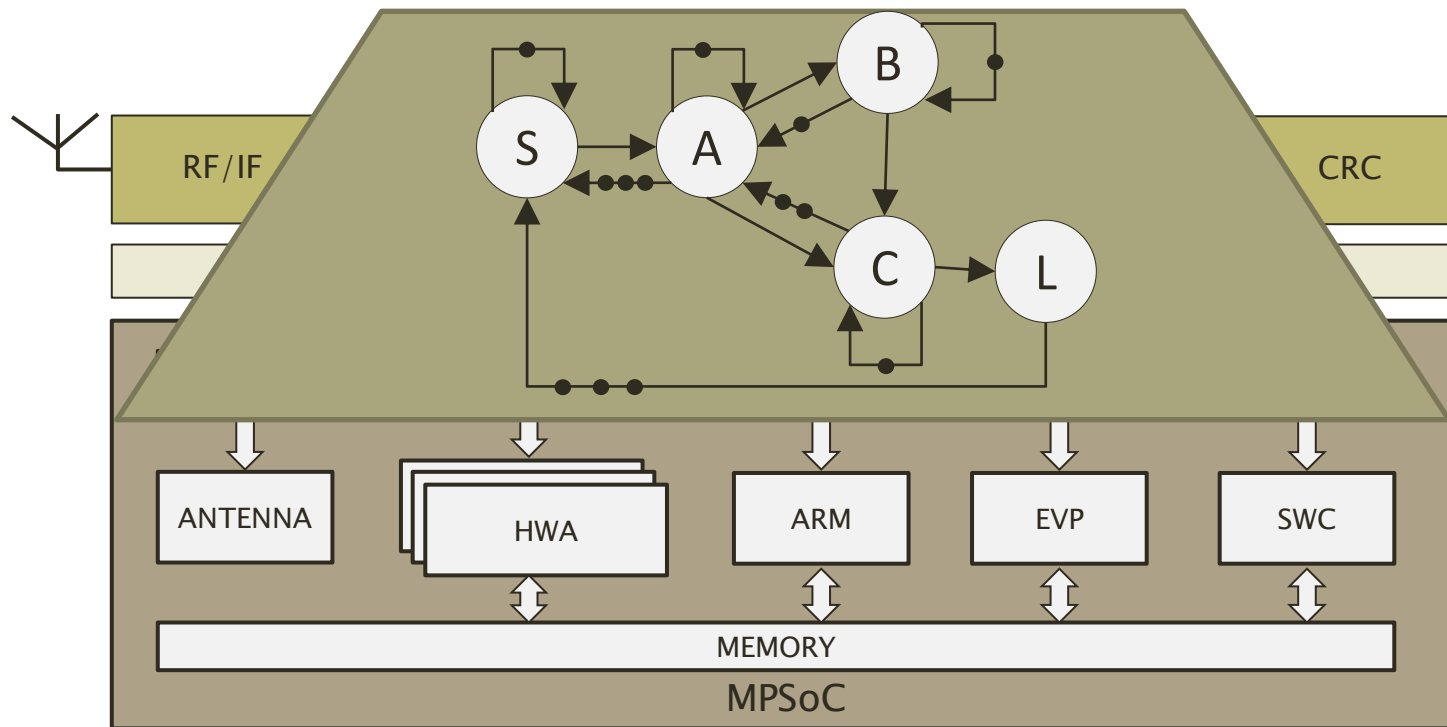 B
S
A
RF/IF
CRC
C
L
ANTENNA
HWA
ARM
EVP
SWC
MEMORY
MPSoC